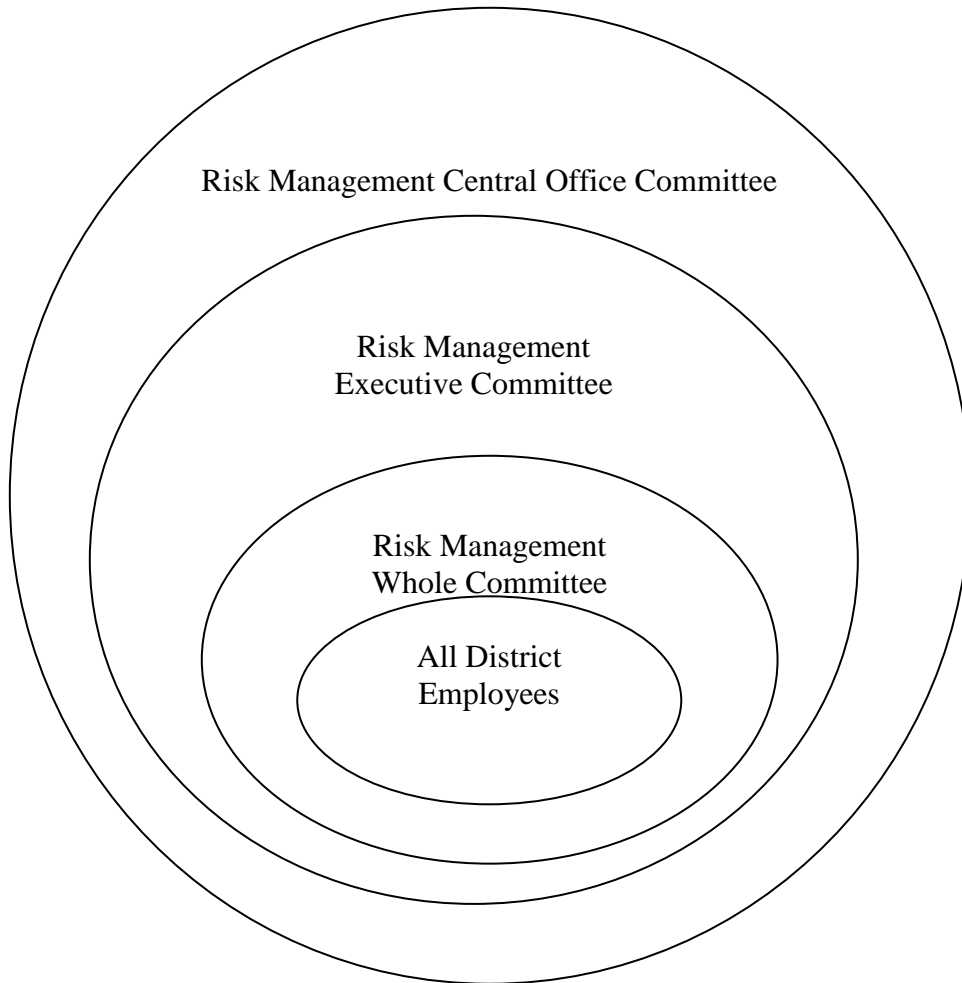 Risk Management Central Office Committee
Risk Management
Executive Committee
Risk Management
Whole Committee
All District
Employees